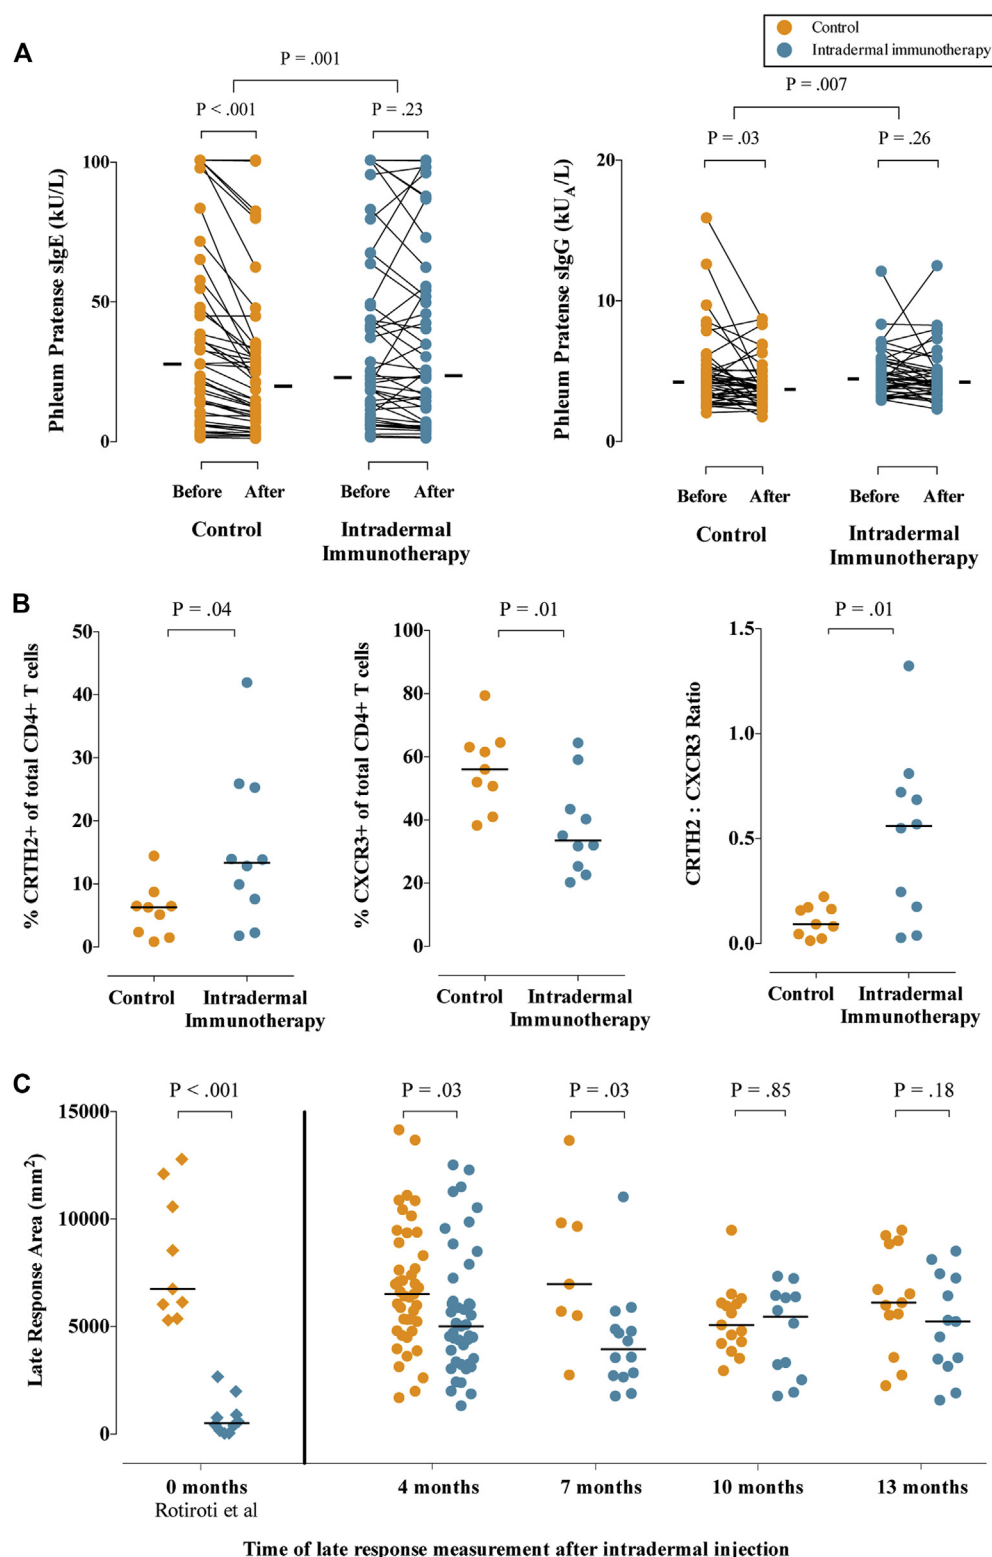 Control
Intradermal immunotherapy
A
P = .001
P < .001
P = .23
Phleum Pratense sIgE (kU/L)
100
50
0
Before
After
Before
After
Control
Intradermal
Immunotherapy
P = .007
P = .03
P = .26
Phleum Pratense sIgG (kU_A/L)
20
10
0
Before
After
Before
After
Control
Intradermal
Immunotherapy
B
P = .04
% CRTH2+ of total CD4+ T cells
50
40
30
20
10
0
Control
Intradermal
Immunotherapy
P = .01
% CXCR3+ of total CD4+ T cells
100
80
60
40
20
0
Control
Intradermal
Immunotherapy
P = .01
CRTH2 : CXCR3 Ratio
1.5
1.0
0.5
0.0
Control
Intradermal
Immunotherapy
C
P < .001
P = .03
P = .03
P = .85
P = .18
Late Response Area (mm²)
15000
10000
5000
0
0 months
Rotiroti et al
4 months
7 months
10 months
13 months
Time of late response measurement after intradermal injection